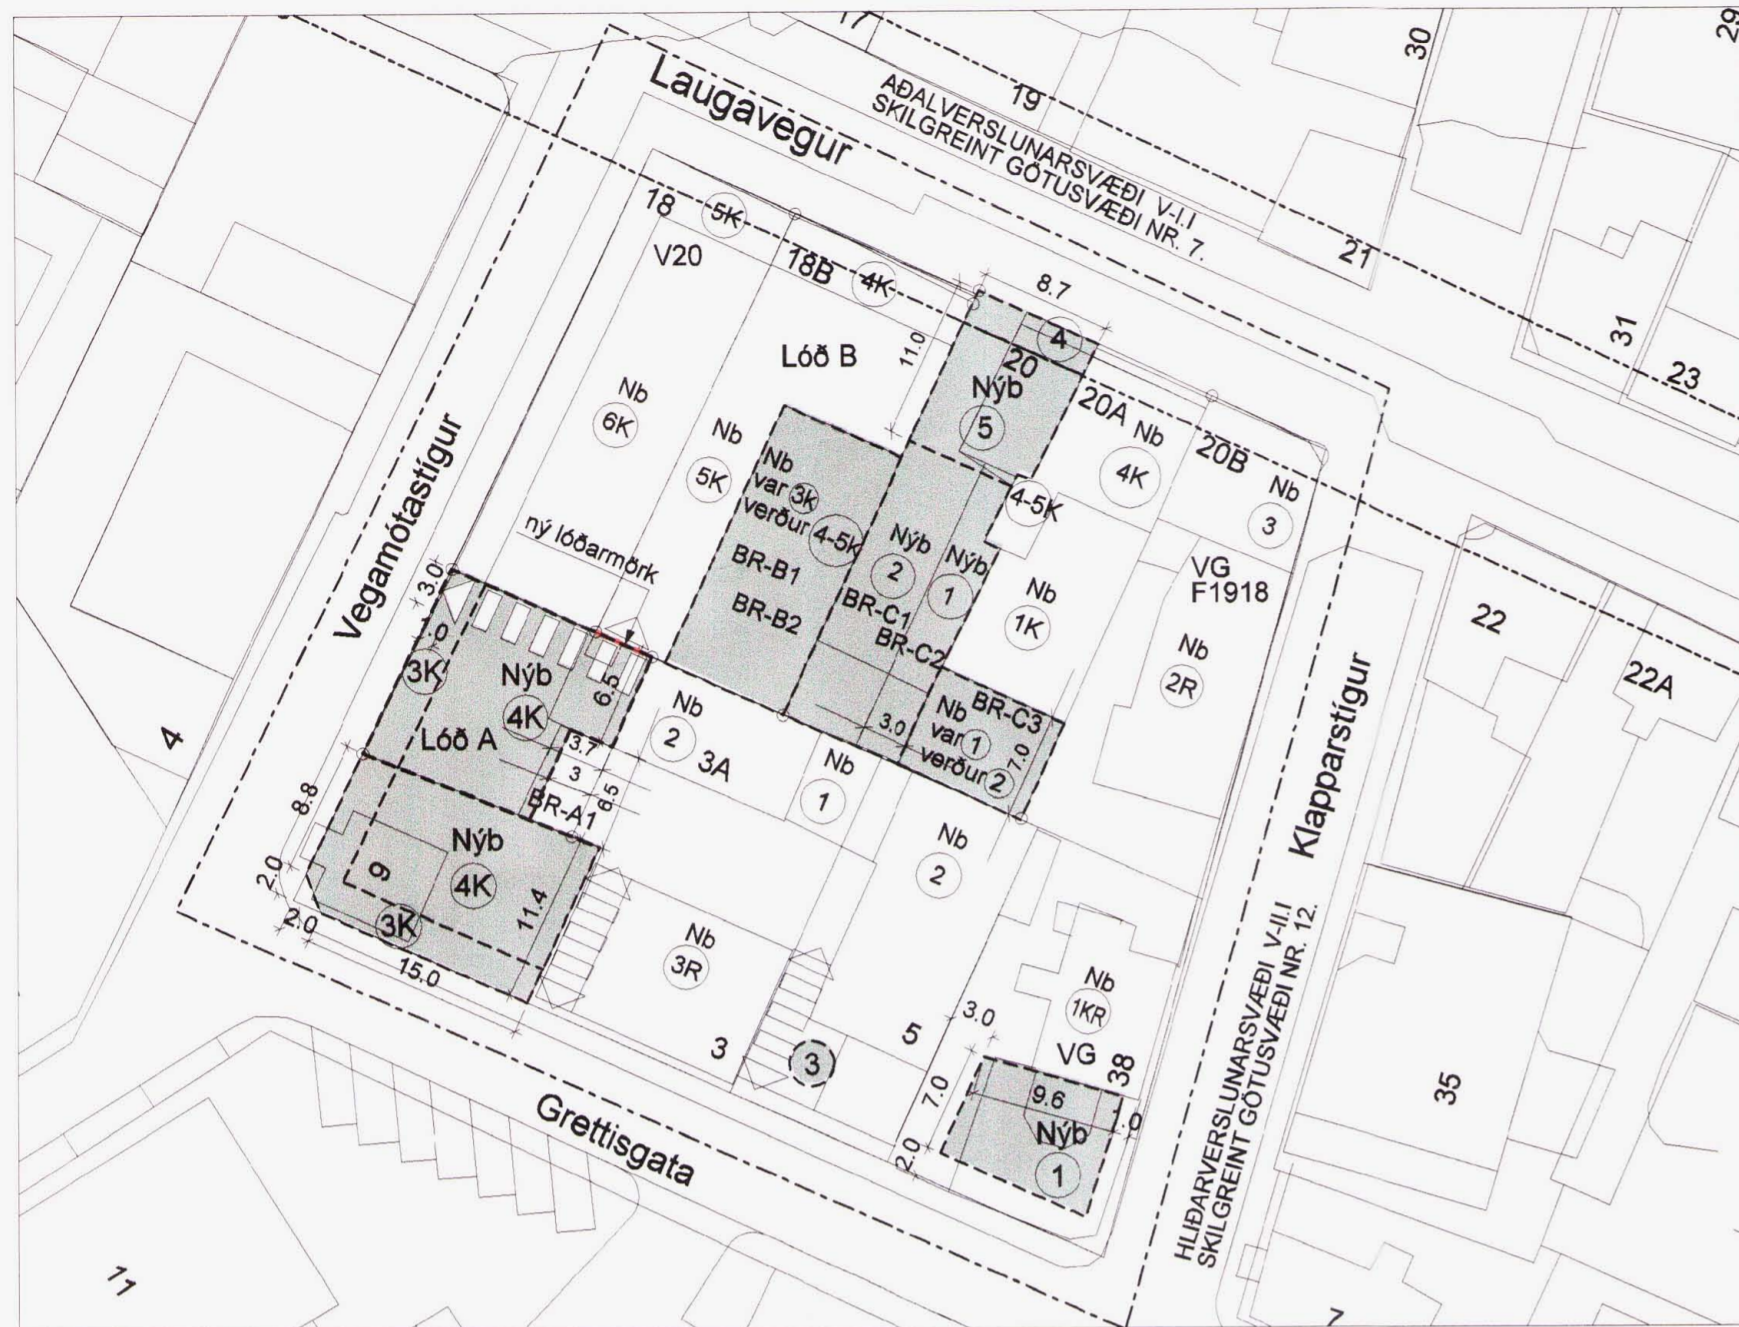 17
19
30
29
Laugavegur
AÐALVERSLUNARSVÆÐI V-I.I
SKILGREINT GÖTUSVÆÐI NR. 7.
21
31
23
18
5K
V20
18B
4K
8.7
11.0
4
20
Nýb
5
20A
Nb
4K
20B
Nb
3
Lóð B
Nb
6K
Nb
5K
Nb
var 3k
verður 4-5K
BR-B1
BR-B2
4-5K
Nýb
2
Nýb
1
BR-C1
BR-C2
Nb
1K
VG
F1918
Nb
2R
22
22A
Vegamótastígur
ný lóðarmörk
3.0
1.0
3K
Nýb
4K
6.5
Lóð A
3.7
3
6.5
BR-A1
Nb
2
3A
Nb
1
3.0
BR-C3
Nb
var 1
verður 2
7.0
4
8.8
2.0
2.0
Nýb
4K
9
3K
11.4
15.0
Nb
3R
3
3
Nb
2
5
3.0
7.0
2.0
Nb
1KR
VG
38
9.6
.0
Nýb
1
Klapparstígur
HLIÐARVERSLUNARSVÆÐI V-II.I
SKILGREINT GÖTUSVÆÐI NR. 12.
35
Grettisgata
11
7